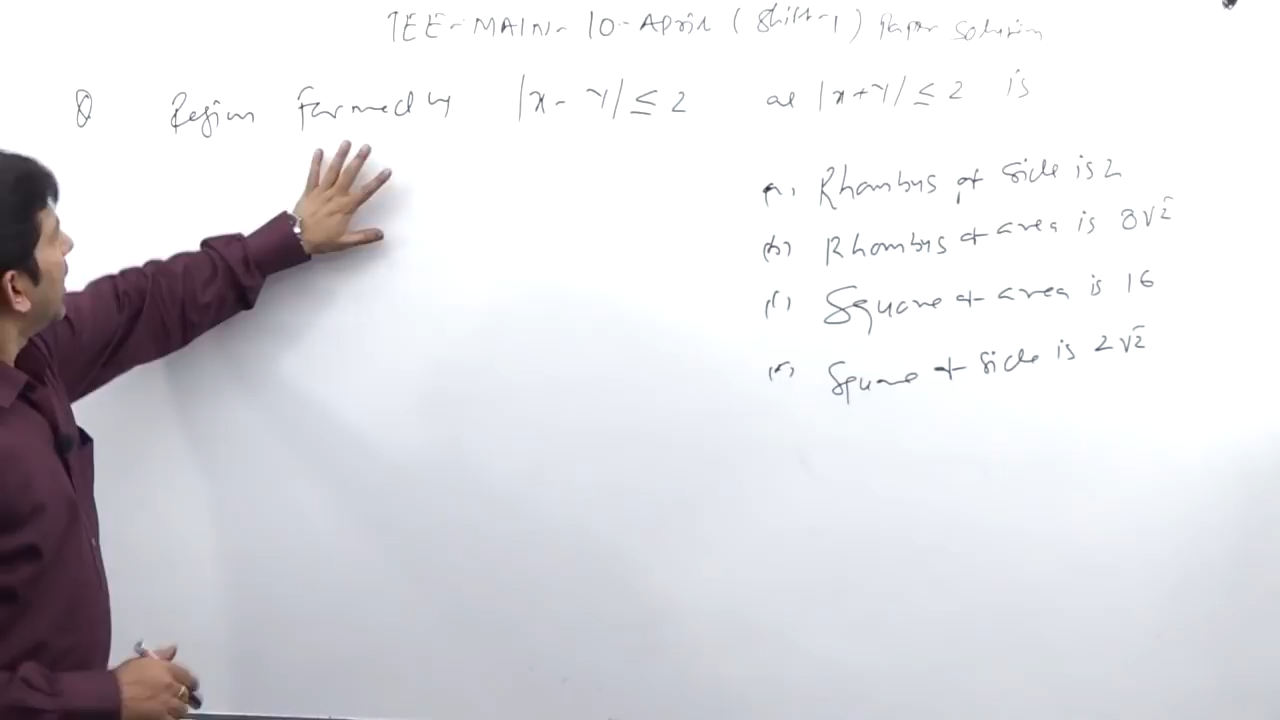 JEE-MAIN-10-April (Shift-1) Paper Solution
Q Region Formed by |x-y| ≤ 2 at |x+y| ≤ 2 is
(A) Rhombus of side is 2
(b) Rhombus of area is 8√2
(c) Square of area is 16
Square of side is 2√2